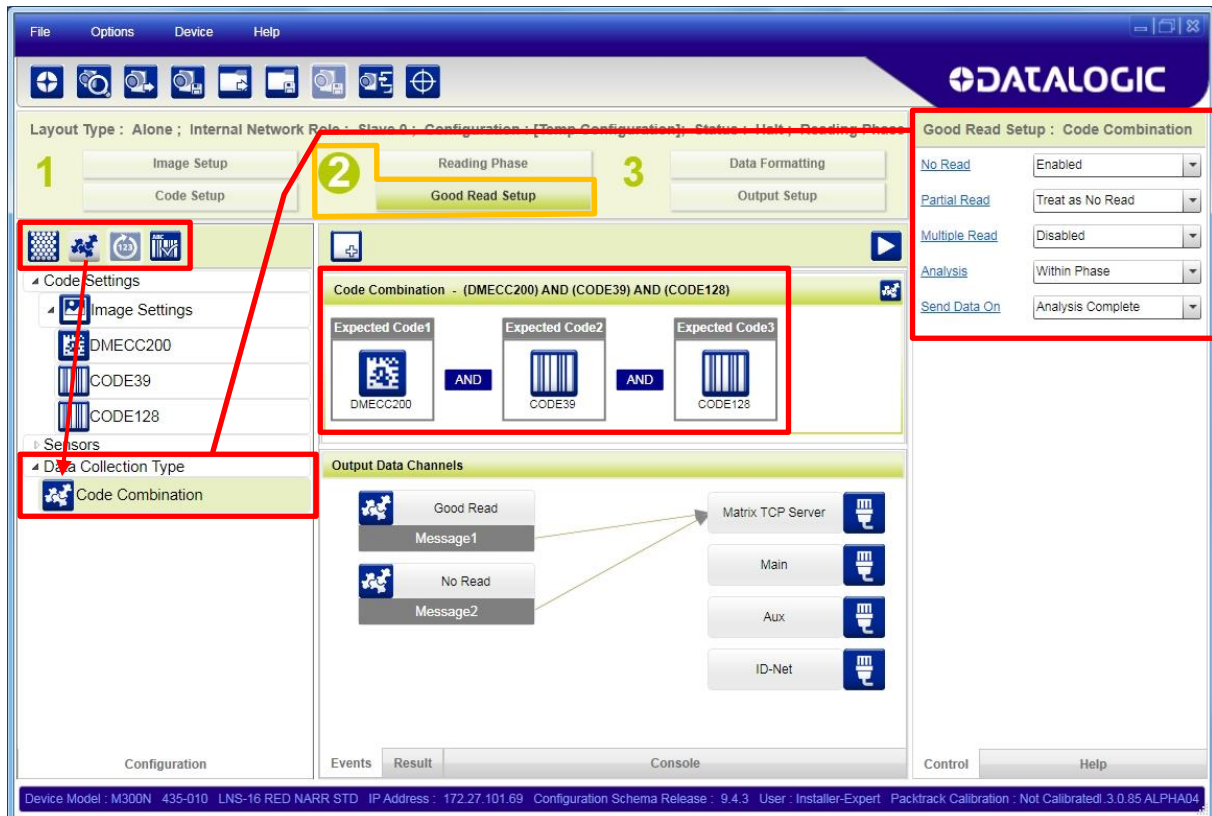 File Options Device Help
DATALOGIC
Layout Type : Alone ; Internal Network Role : Slave 0 ; Configuration : [Temp Configuration]; Status : Halt ; Reading Phase
1
Image Setup
Code Setup
2
Reading Phase
Good Read Setup
3
Data Formatting
Output Setup
Code Settings
Image Settings
DMECC200
CODE39
CODE128
Sensors
Data Collection Type
Code Combination
Configuration
Code Combination - (DMECC200) AND (CODE39) AND (CODE128)
Expected Code1
DMECC200
AND
Expected Code2
CODE39
AND
Expected Code3
CODE128
Output Data Channels
Good Read
Message1
No Read
Message2
Matrix TCP Server
Main
Aux
ID-Net
Events Result Console
Good Read Setup : Code Combination
No Read Enabled
Partial Read Treat as No Read
Multiple Read Disabled
Analysis Within Phase
Send Data On Analysis Complete
Control Help
Device Model : M300N 435-010 LNS-16 RED NARR STD IP Address : 172.27.101.69 Configuration Schema Release : 9.4.3 User : Installer-Expert Packtrack Calibration : Not Calibrated .3.0.85 ALPHA04